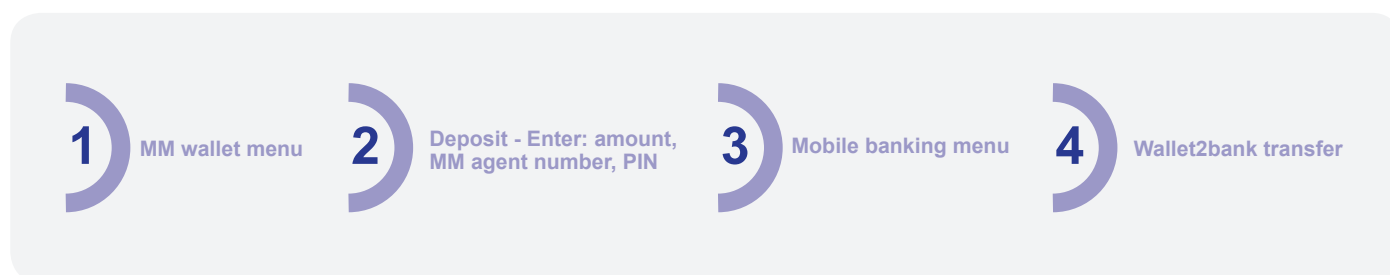 1
MM wallet menu
2
Deposit - Enter: amount,
MM agent number, PIN
3
Mobile banking menu
4
Wallet2bank transfer